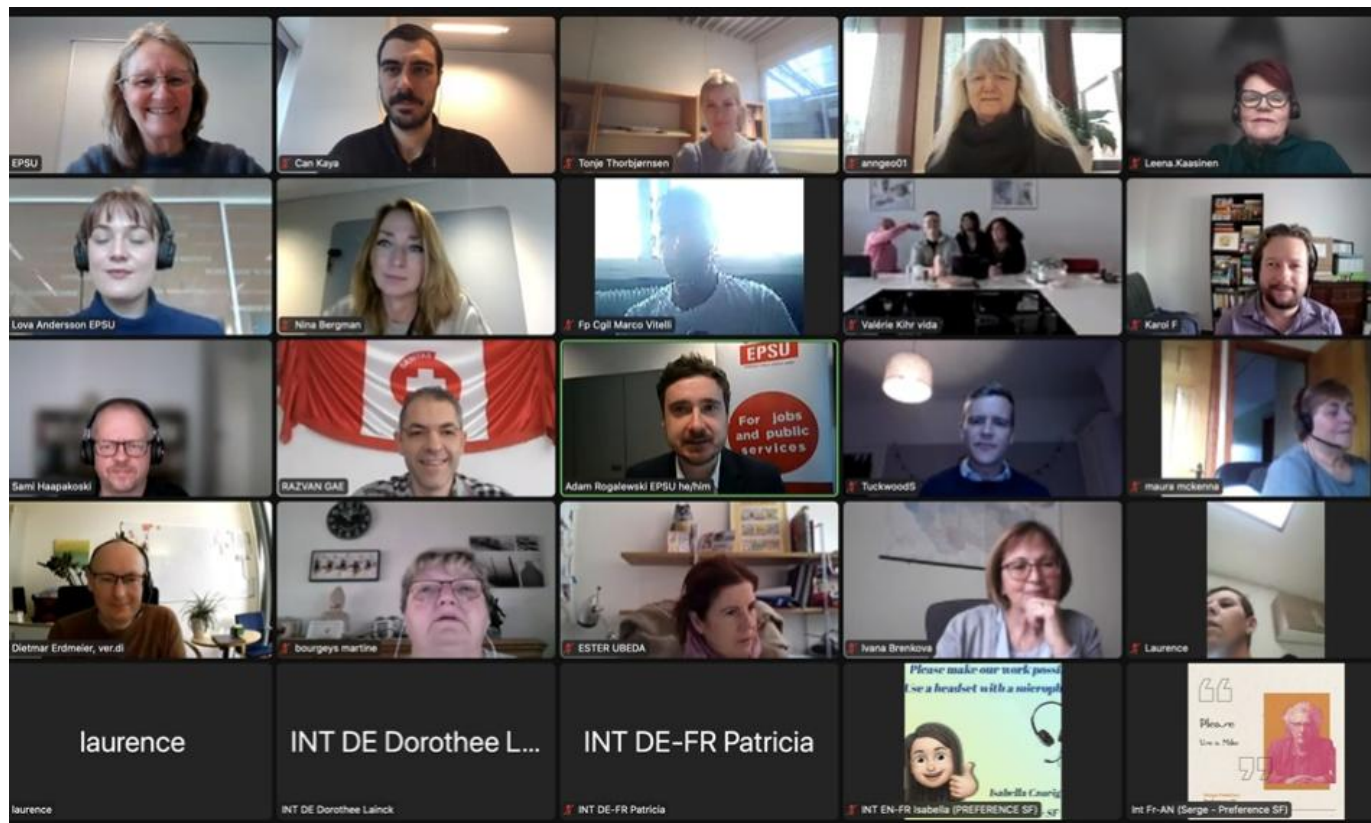 EPSU
Can Kaya
Tonje Thorbjørnsen
anngeo01
Leena.Kaasinen
Lova Andersson EPSU
Nina Bergman
Fp Cgil Marco Vitelli
Valérie Kihr vida
Karol F
Sami Haapakoski
RAZVAN GAE
EPSU
For jobs
and public
services
Adam Rogalewski EPSU he/him
TuckwoodS
maura mckenna
Dietmar Erdmeier, ver.di
bourgeys martine
ESTER UBEDA
Ivana Brenkova
Laurence
laurence
laurence
INT DE Dorothee L...
INT DE Dorothee Lainck
INT DE-FR Patricia
INT DE-FR Patricia
Please make our work possi
Use a headset with a microph
Isabella
INT EN-FR Isabella (PREFERENCE SF)
Please
Use a Mike
Int Fr-AN (Serge - Preference SF)